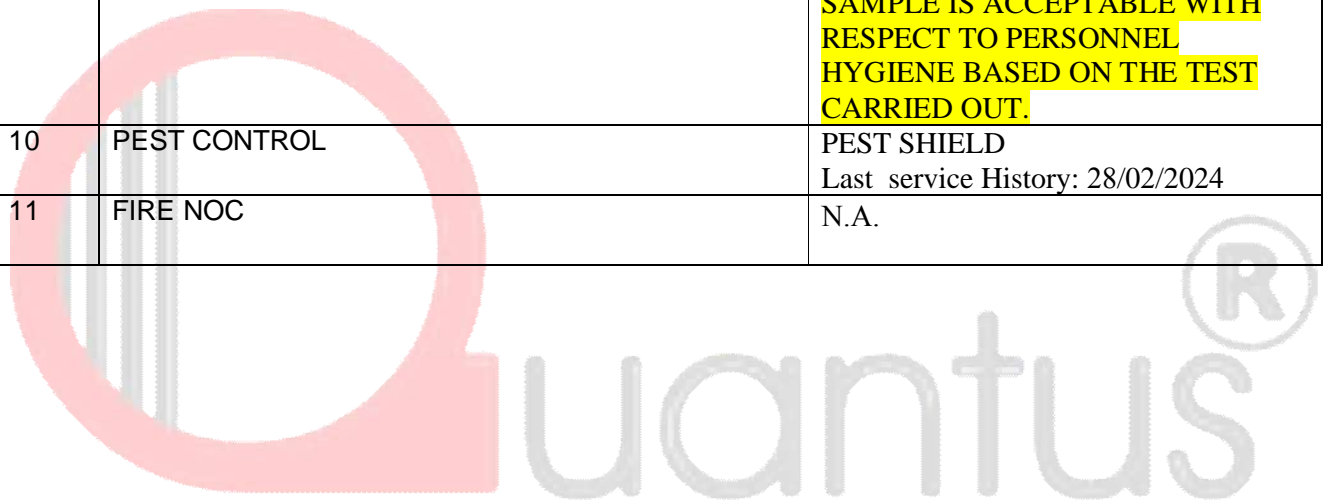 SAMPLE IS ACCEPTABLE WITH
RESPECT TO PERSONNEL
HYGIENE BASED ON THE TEST
CARRIED OUT.
10 PEST CONTROL PEST SHIELD
Last service History: 28/02/2024
11 FIRE NOC N.A.
Quantus®